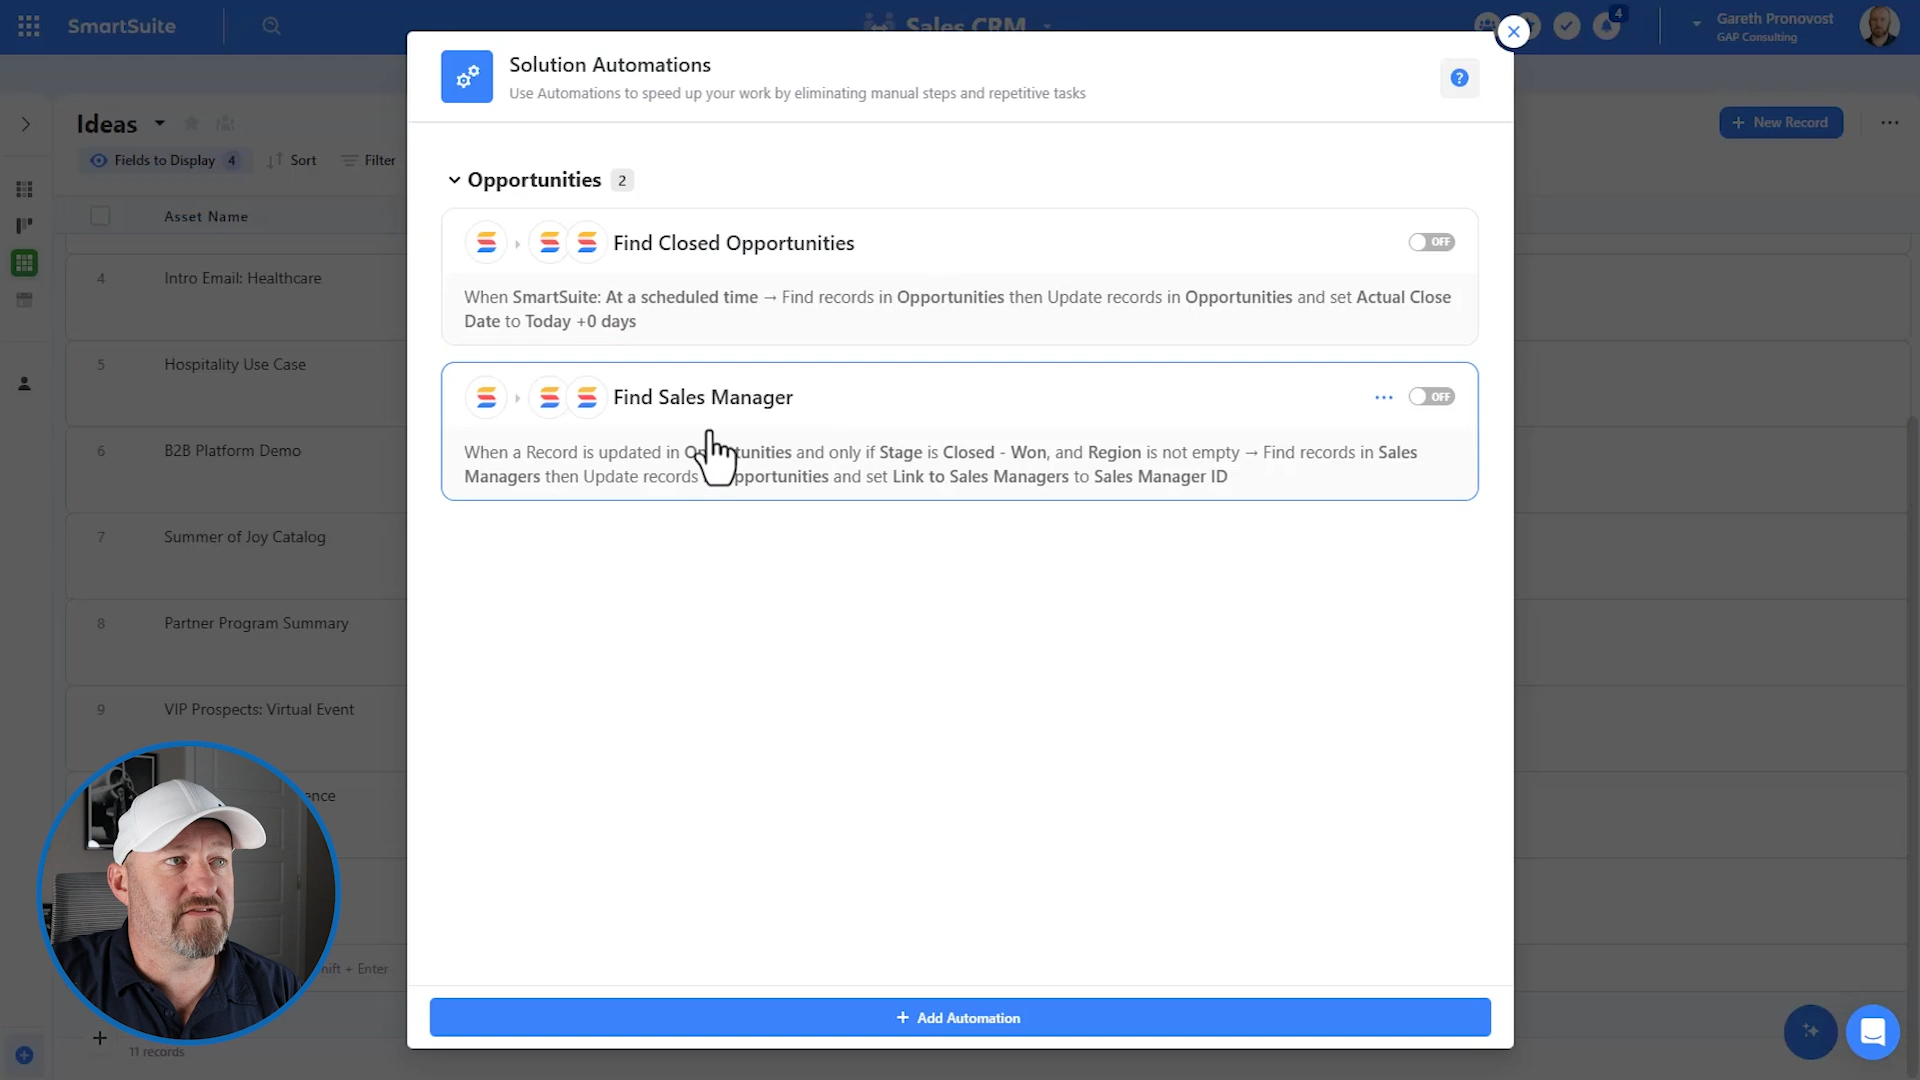 SmartSuite
Sales CRM
4
Gareth Pronovost
GAP Consulting
Solution Automations
Use Automations to speed up your work by eliminating manual steps and repetitive tasks
?
Ideas
New Record
Fields to Display 4
Sort
Filter
Asset Name
4 Intro Email: Healthcare
5 Hospitality Use Case
6 B2B Platform Demo
7 Summer of Joy Catalog
8 Partner Program Summary
9 VIP Prospects: Virtual Event
11 records
Opportunities 2
Find Closed Opportunities
OFF
When SmartSuite: At a scheduled time → Find records in Opportunities then Update records in Opportunities and set Actual Close
Date to Today +0 days
Find Sales Manager
OFF
When a Record is updated in and only if Stage is Closed - Won, and Region is not empty → Find records in Sales
Managers then Update records and set Link to Sales Managers to Sales Manager ID
+ Add Automation